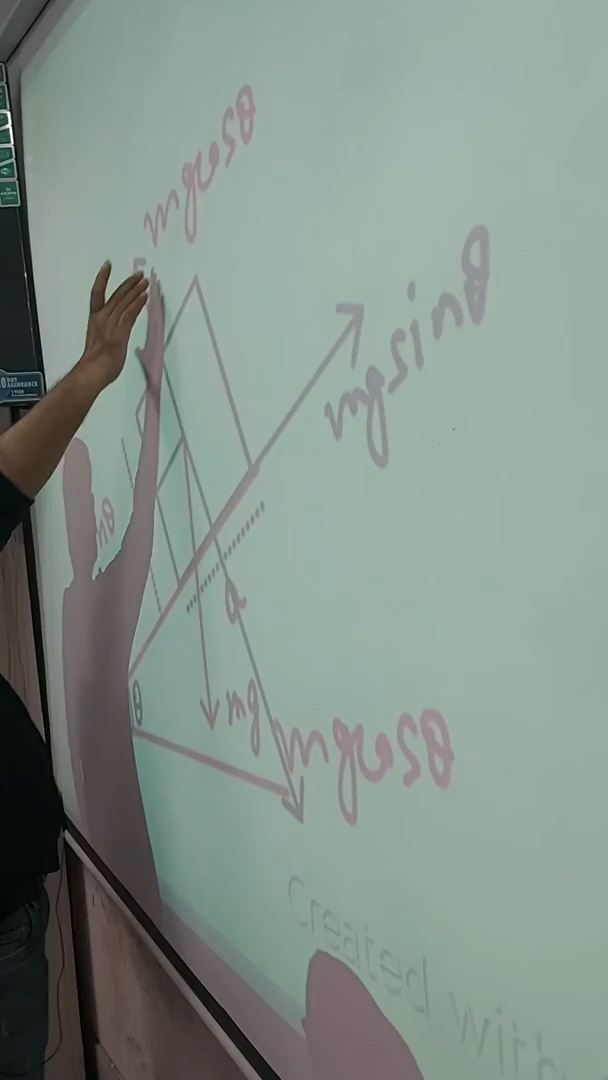 mgcosθ
mgsinθ
θ
mg
mgcosθ
created with